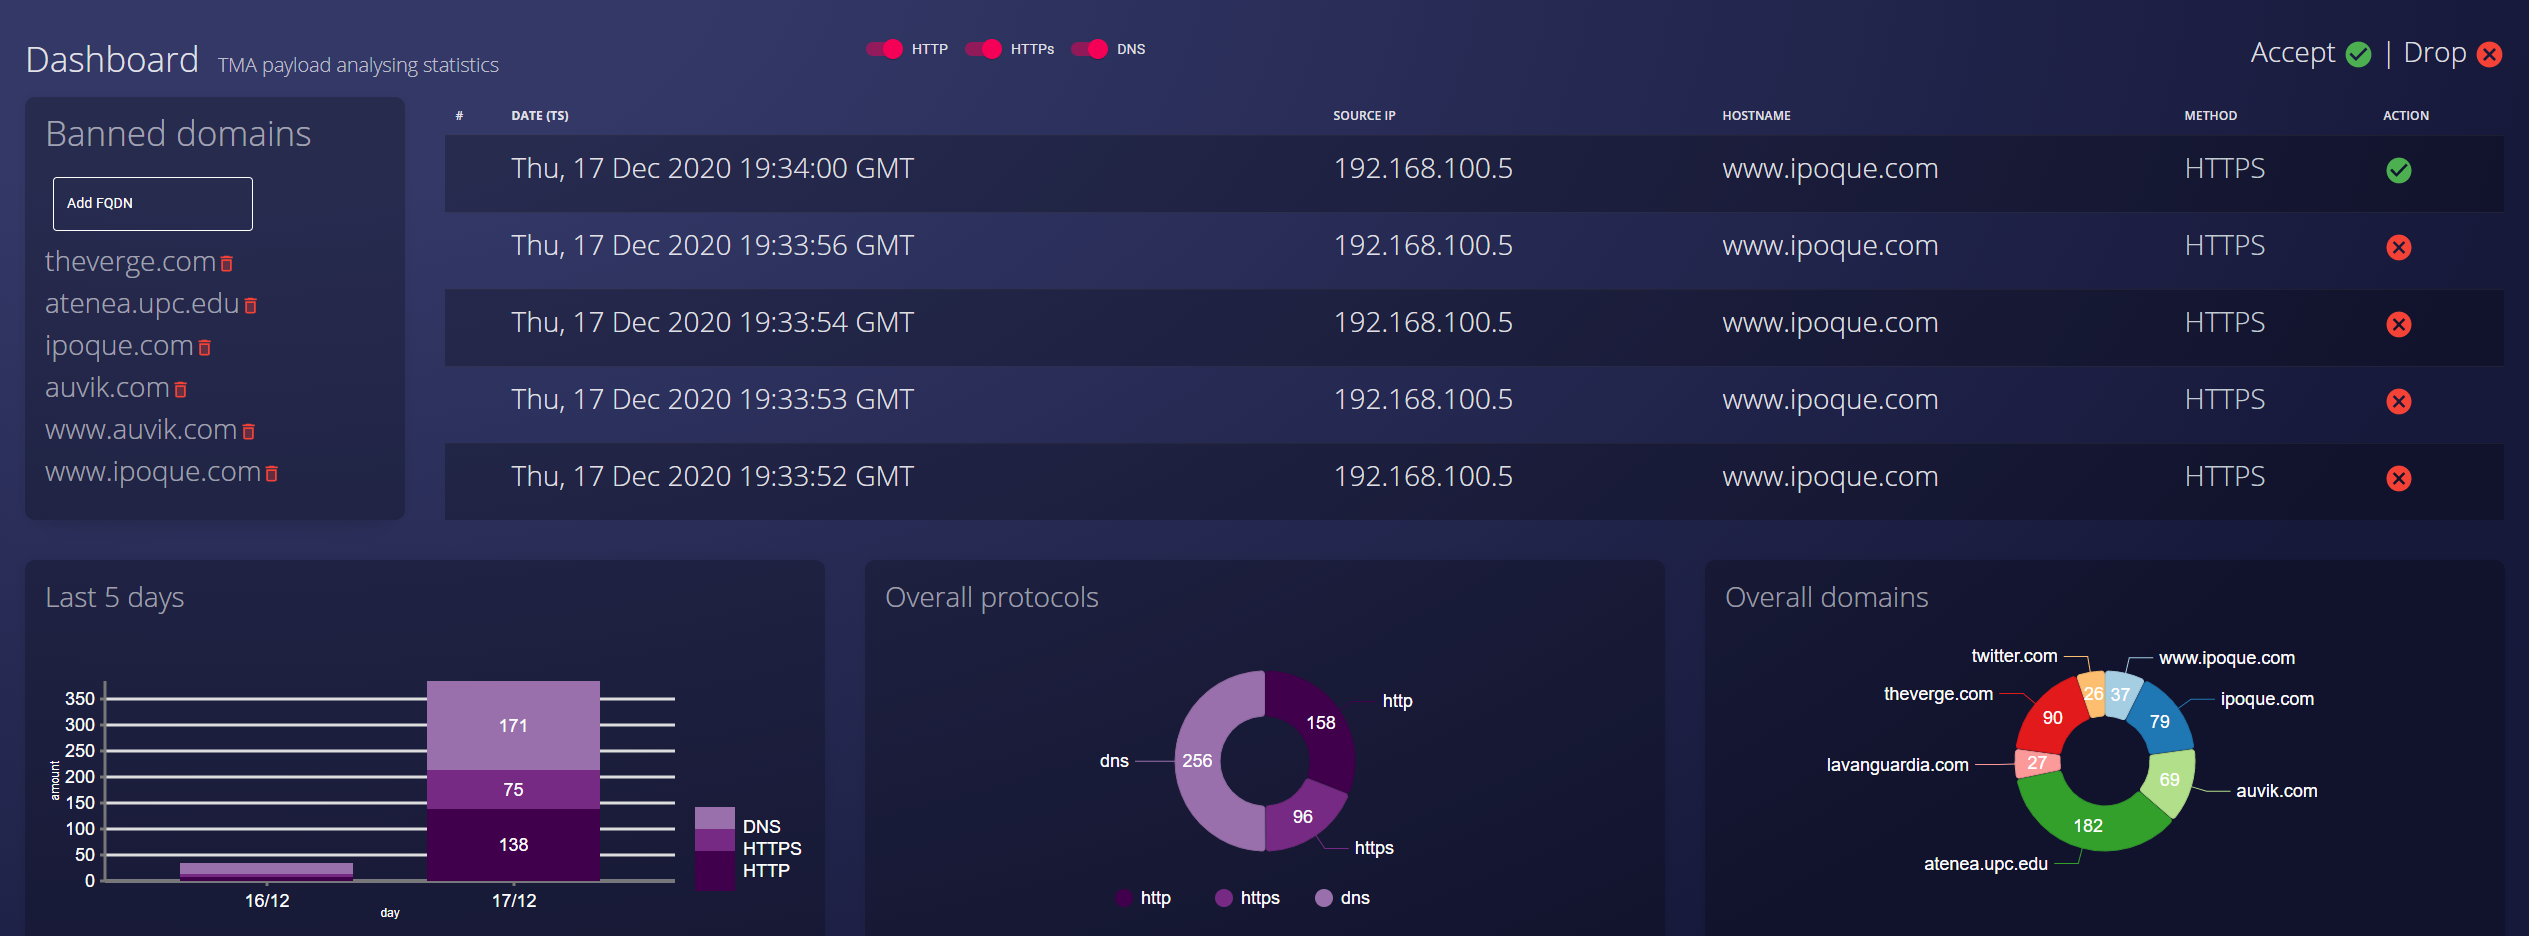 Dashboard TMA payload analysing statistics
HTTP HTTPs DNS
Accept | Drop
Banned domains
Add FQDN
theverge.com
atenea.upc.edu
ipoque.com
auvik.com
www.auvik.com
www.ipoque.com
# DATE (TS) SOURCE IP HOSTNAME METHOD ACTION
Thu, 17 Dec 2020 19:34:00 GMT 192.168.100.5 www.ipoque.com HTTPS
Thu, 17 Dec 2020 19:33:56 GMT 192.168.100.5 www.ipoque.com HTTPS
Thu, 17 Dec 2020 19:33:54 GMT 192.168.100.5 www.ipoque.com HTTPS
Thu, 17 Dec 2020 19:33:53 GMT 192.168.100.5 www.ipoque.com HTTPS
Thu, 17 Dec 2020 19:33:52 GMT 192.168.100.5 www.ipoque.com HTTPS
Last 5 days
350
300
250
200
150
100
50
0
amount
171
75
138
16/12 17/12
day
DNS
HTTPS
HTTP
Overall protocols
http
158
dns 256
96
https
http https dns
Overall domains
twitter.com 26 37 www.ipoque.com
theverge.com 90 79 ipoque.com
lavanguardia.com 27 69 auvik.com
182
atenea.upc.edu